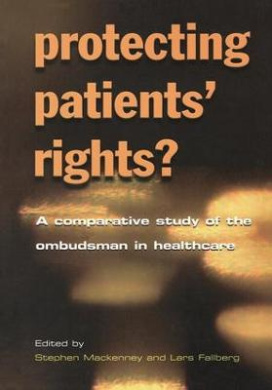 protecting
patients'
rights?
A comparative study of the
ombudsman in healthcare
Edited by
Stephen Mackenney and Lars Fallberg